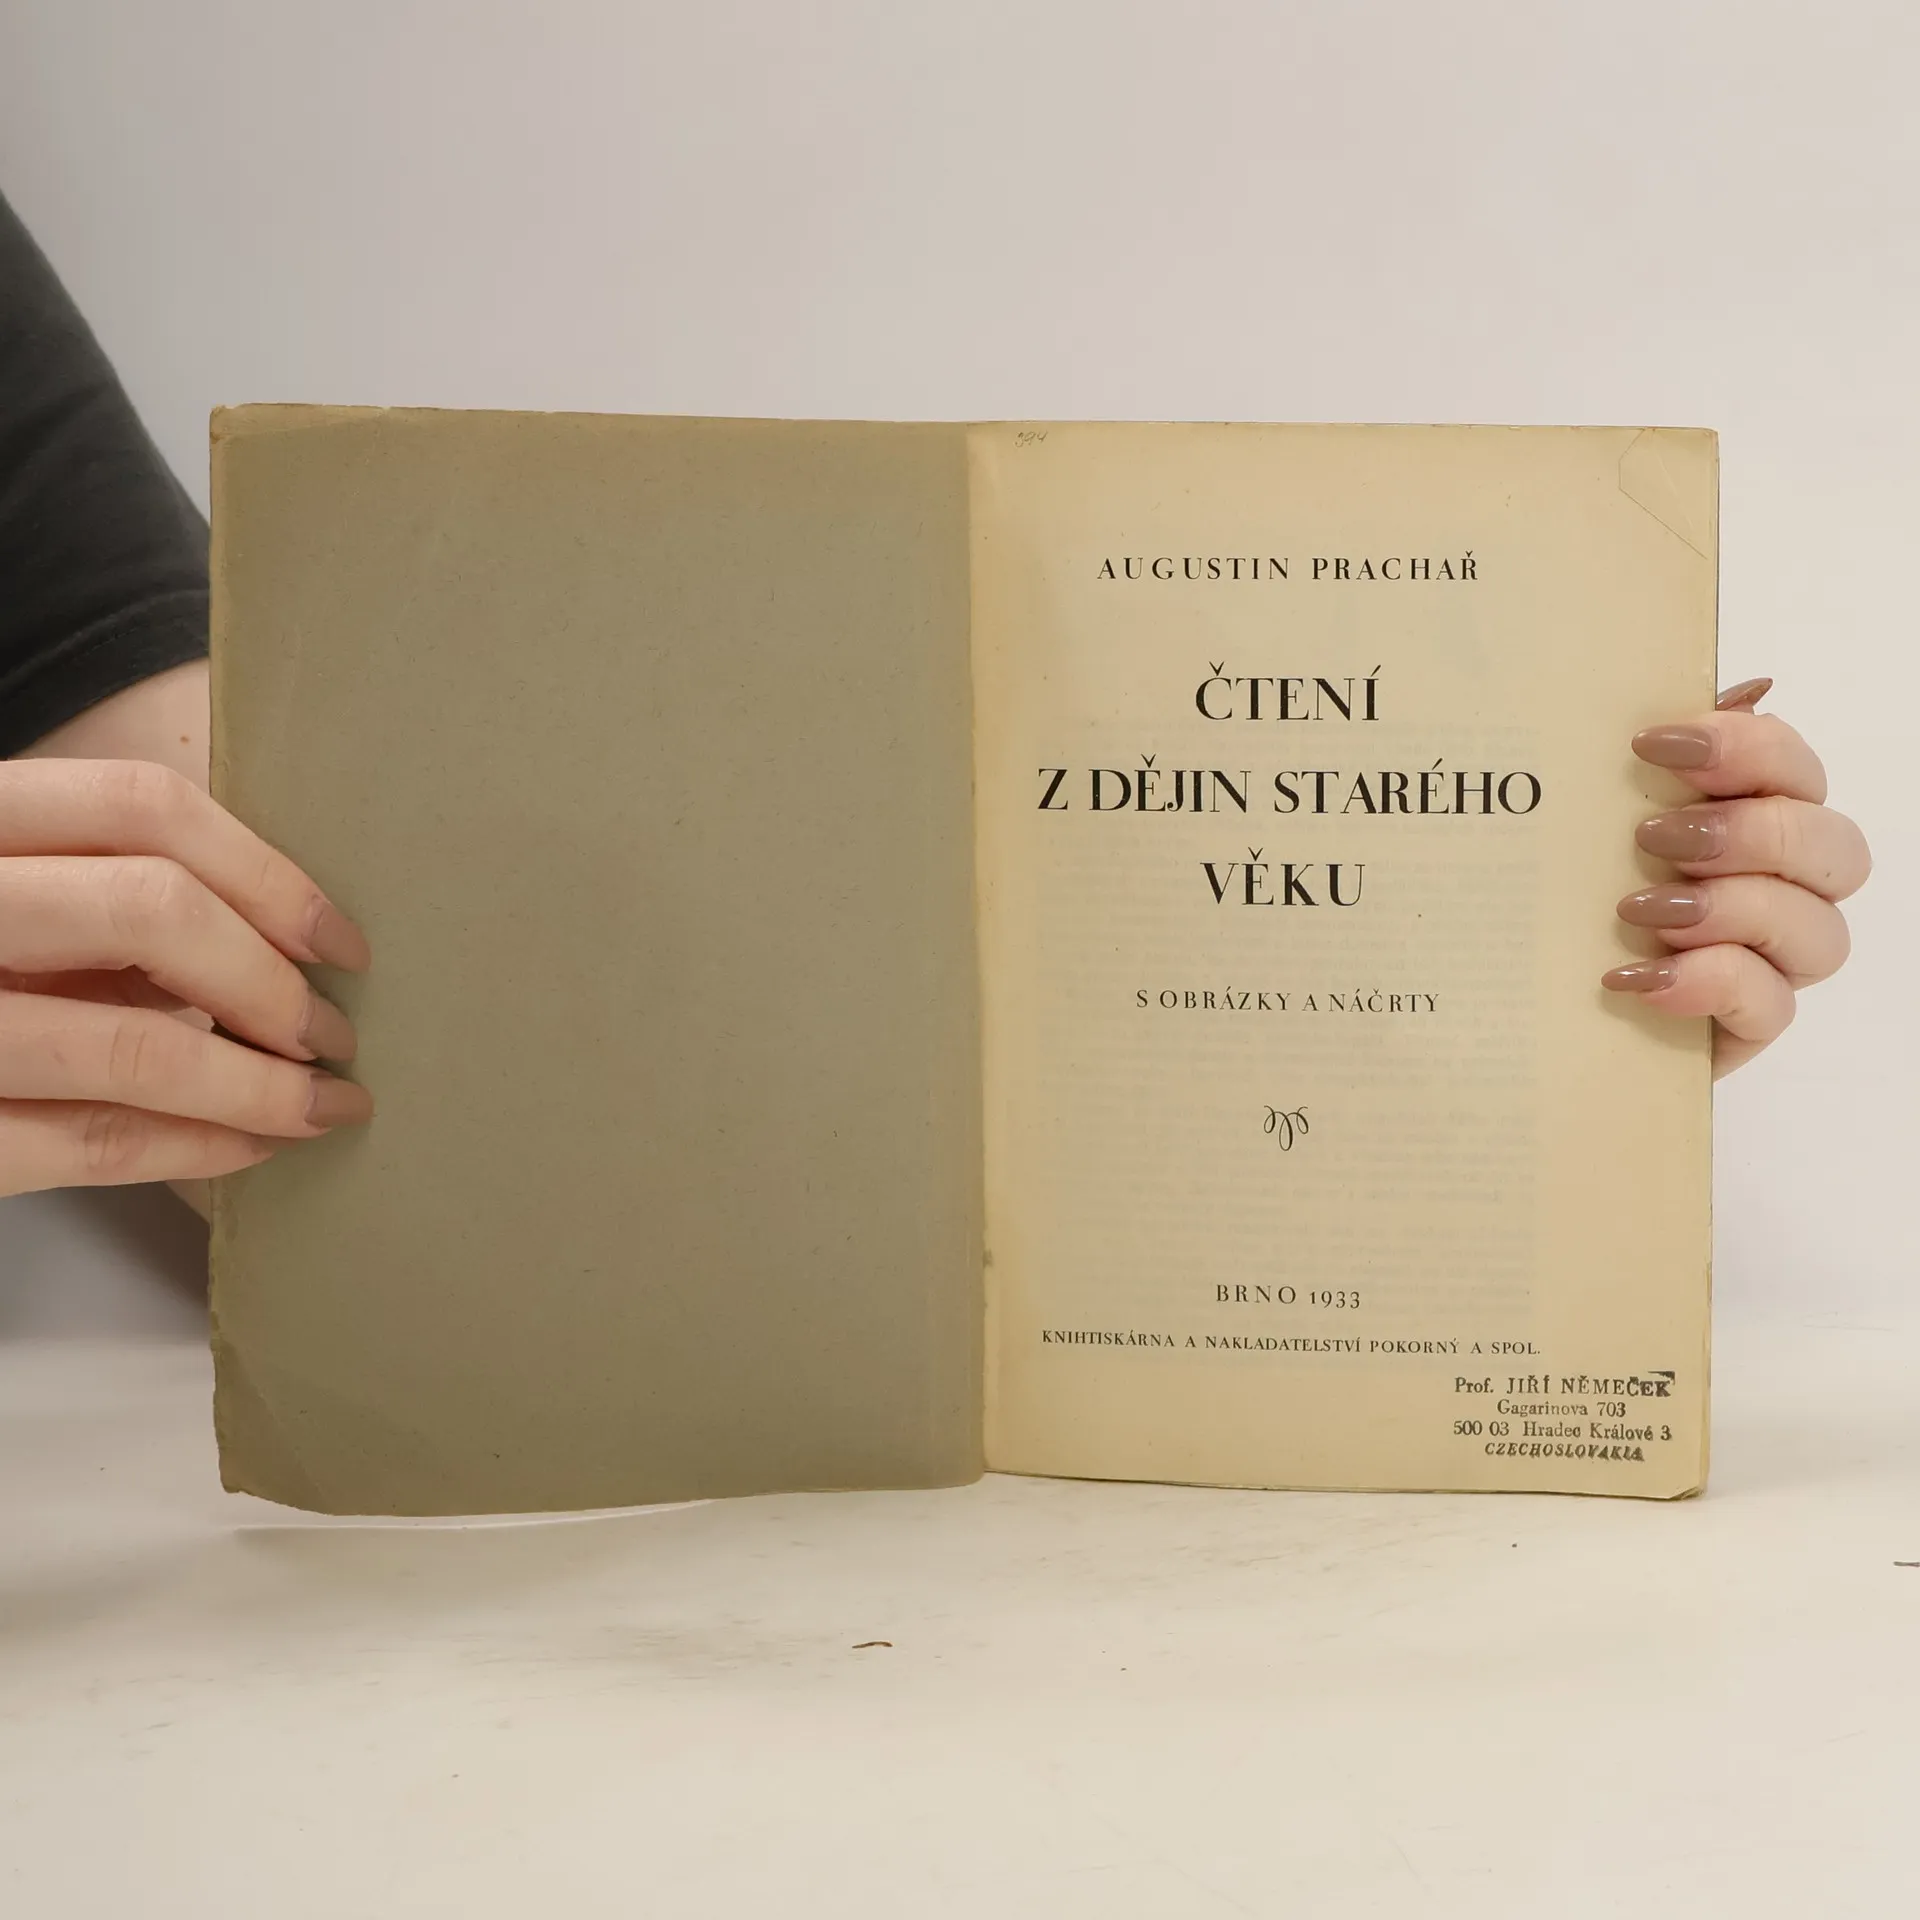 394
AUGUSTIN PRACHAŘ
ČTENÍ
Z DĚJIN STARÉHO
VĚKU
S OBRÁZKY A NÁČRTY
BRNO 1933
KNIHTISKÁRNA A NAKLADATELSTVÍ POKORNÝ A SPOL.
Prof. JIŘÍ NĚMEČEK
Gagarinova 703
500 03 Hradec Králové 3
CZECHOSLOVAKIA